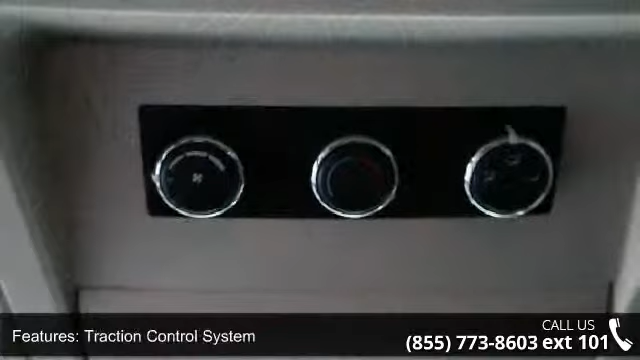 CALL US
Features: Traction Control System
(855) 773-8603 ext 101